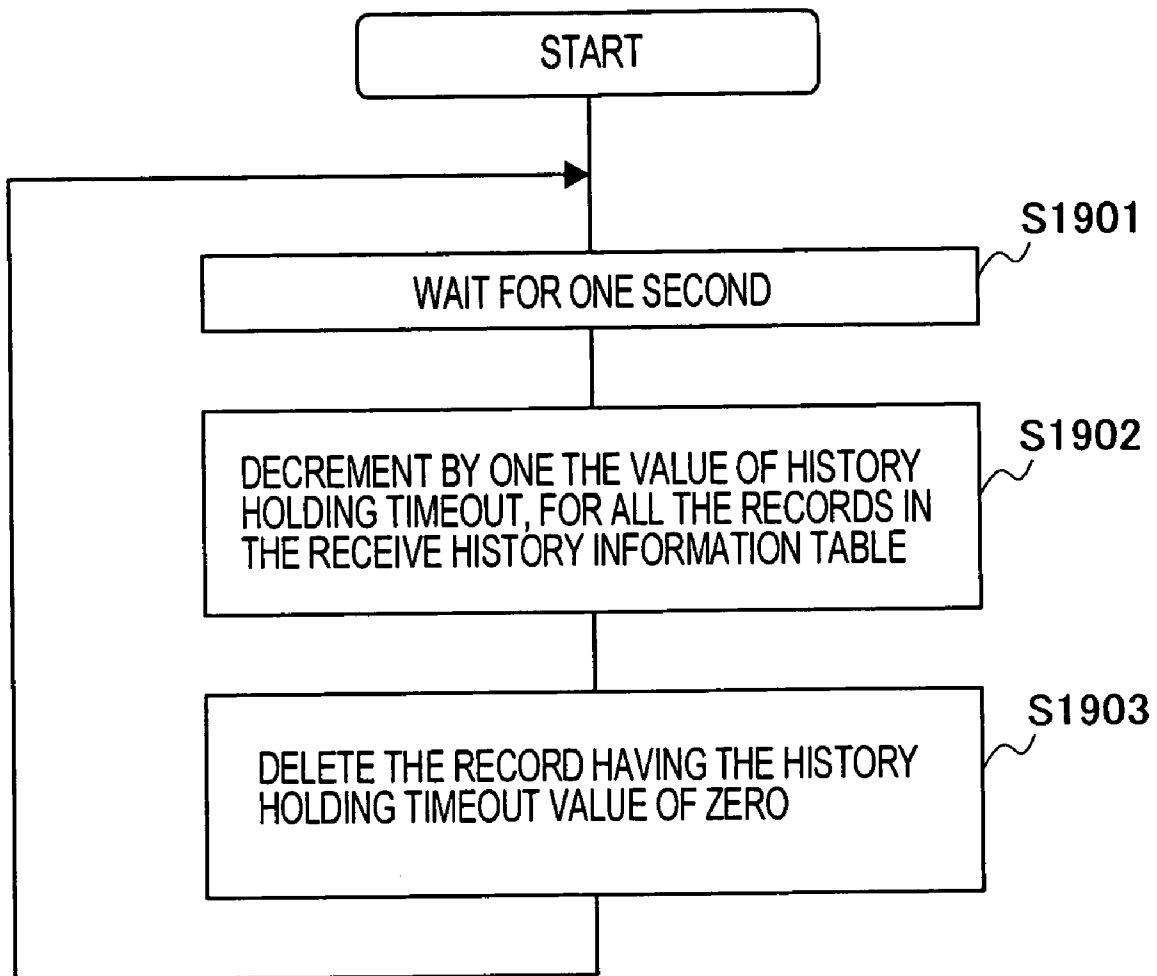 START
S1901
WAIT FOR ONE SECOND
S1902
DECREMENT BY ONE THE VALUE OF HISTORY
HOLDING TIMEOUT, FOR ALL THE RECORDS IN
THE RECEIVE HISTORY INFORMATION TABLE
S1903
DELETE THE RECORD HAVING THE HISTORY
HOLDING TIMEOUT VALUE OF ZERO